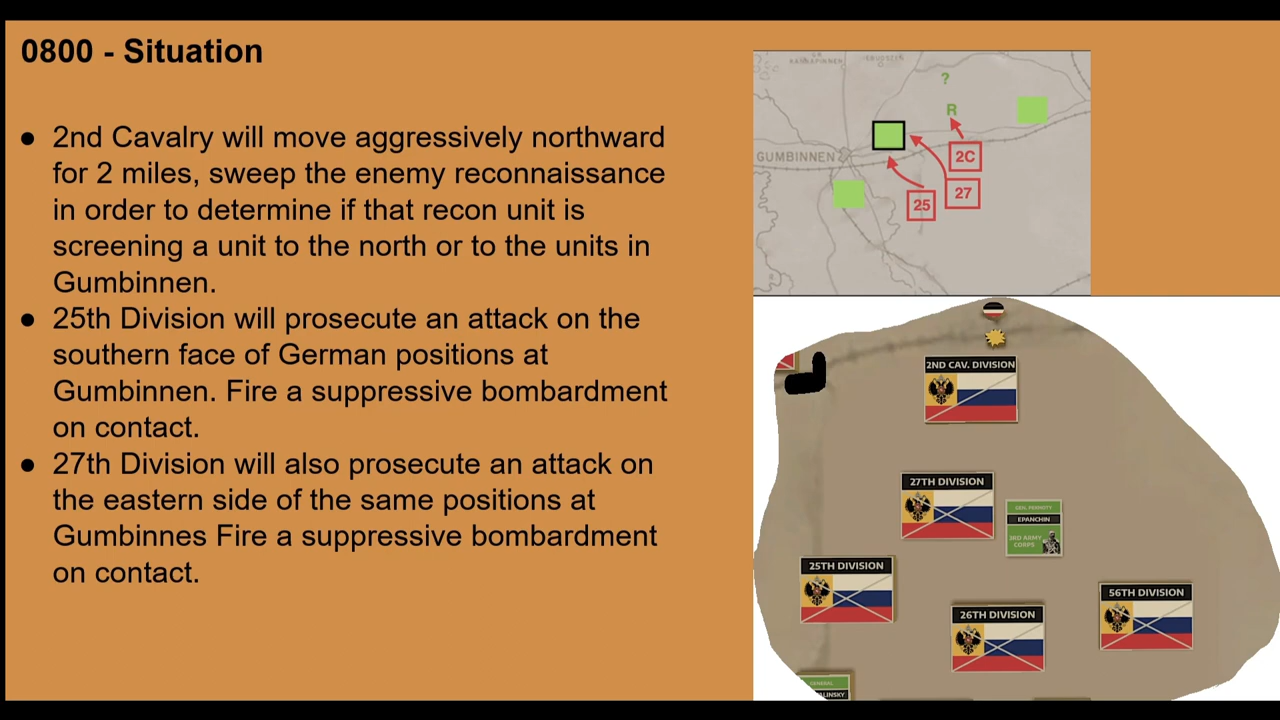 0800 - Situation
● 2nd Cavalry will move aggressively northward
for 2 miles, sweep the enemy reconnaissance
in order to determine if that recon unit is
screening a unit to the north or to the units in
Gumbinnen.
● 25th Division will prosecute an attack on the
southern face of German positions at
Gumbinnen. Fire a suppressive bombardment
on contact.
● 27th Division will also prosecute an attack on
the eastern side of the same positions at
Gumbinnes Fire a suppressive bombardment
on contact.
?
R
GUMBINNEN
2C
27
25
2ND CAV. DIVISION
27TH DIVISION
EPANCHIN
3RD ARMY
CORPS
25TH DIVISION
56TH DIVISION
26TH DIVISION
GENERAL